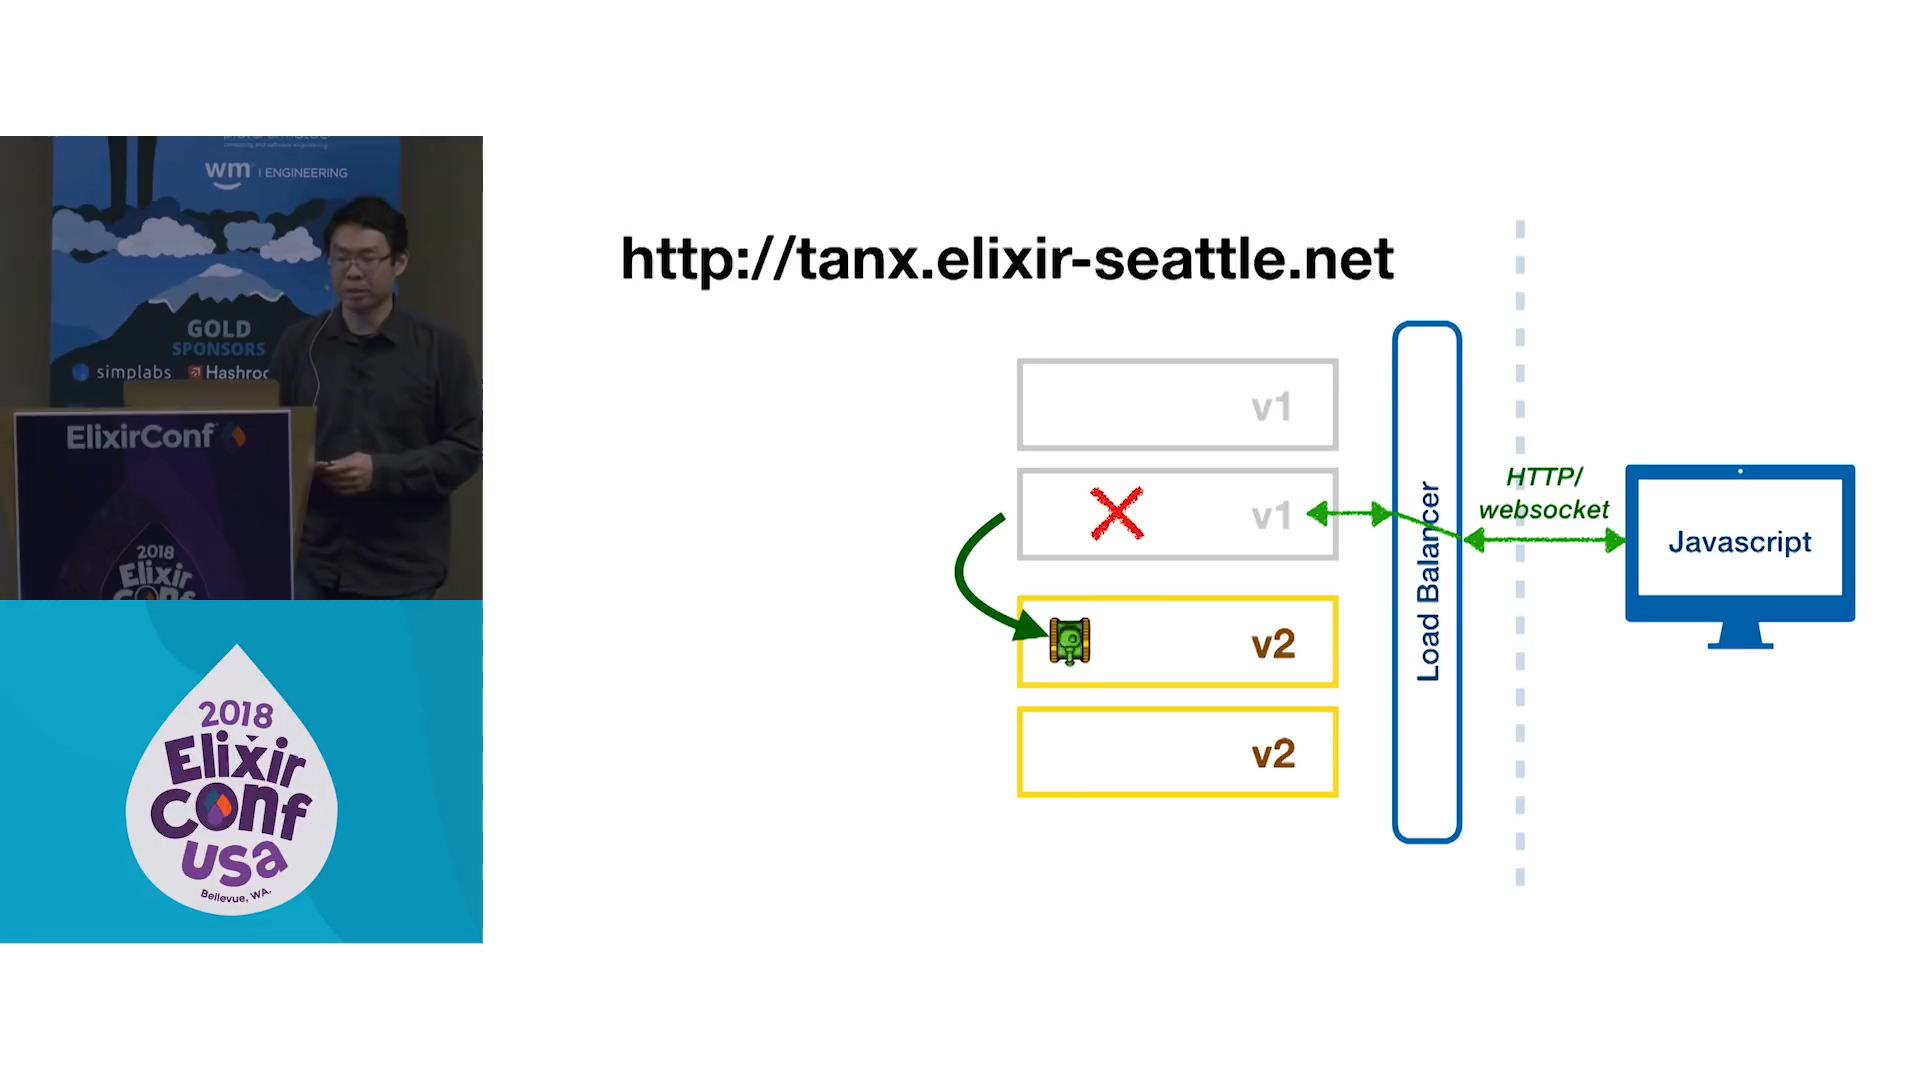 wm | ENGINEERING
GOLD
SPONSORS
simplabs
Hashroc
ElixirConf
2018
Elixir
Conf
2018
Elixir
Conf
USA
Bellevue, WA.
http://tanx.elixir-seattle.net
v1
v1
v2
v2
Load Balancer
HTTP/
websocket
Javascript